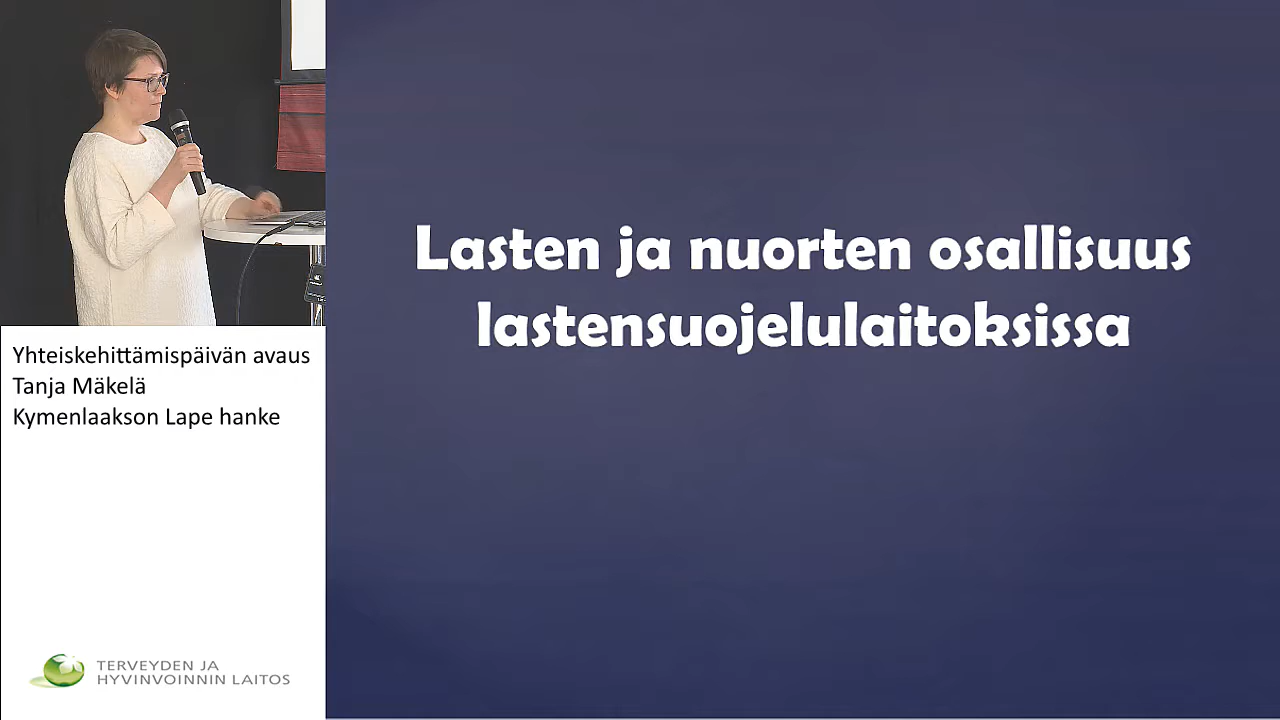 Lasten ja nuorten osallisuus
lastensuojelulaitoksissa
Yhteiskehittämispäivän avaus
Tanja Mäkelä
Kymenlaakson Lape hanke
TERVEYDEN JA
HYVINVOINNIN LAITOS